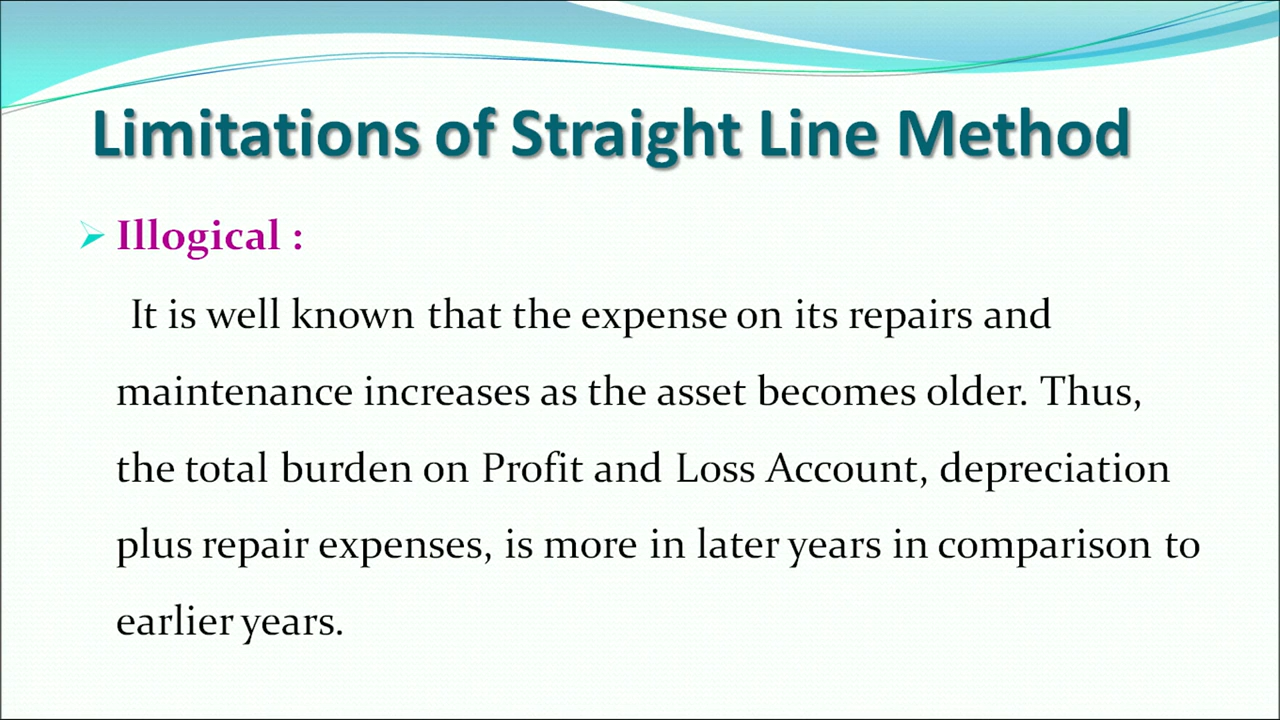 Limitations of Straight Line Method
Illogical :
It is well known that the expense on its repairs and
maintenance increases as the asset becomes older. Thus,
the total burden on Profit and Loss Account, depreciation
plus repair expenses, is more in later years in comparison to
earlier years.